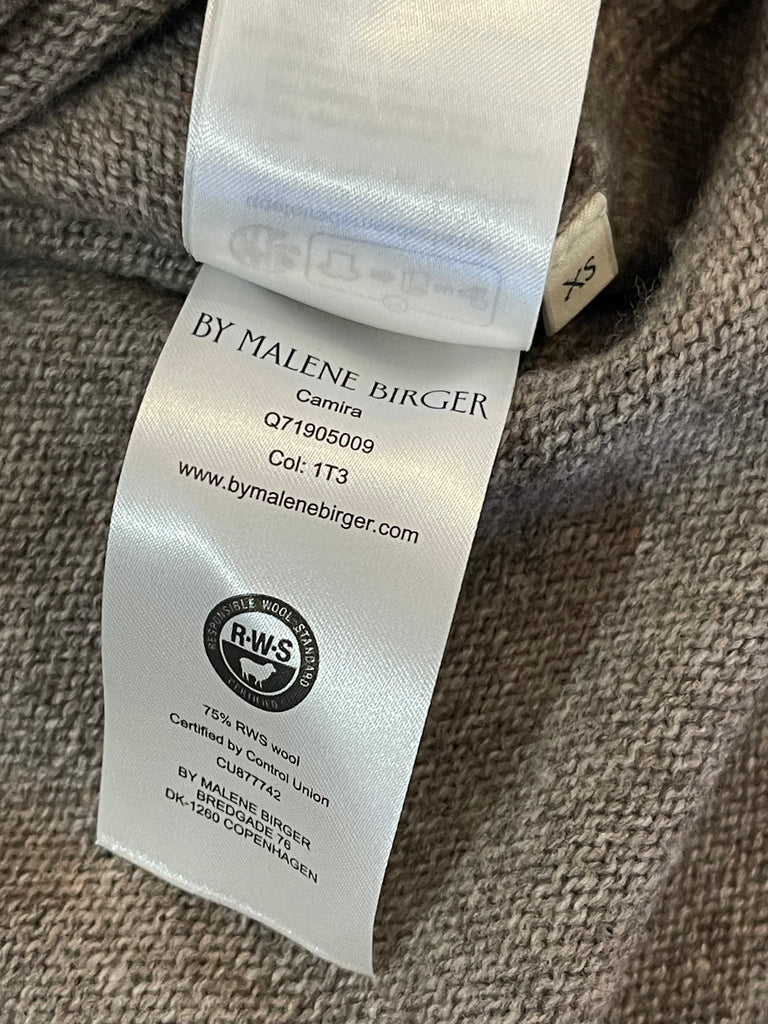 XS
BY MALENE BIRGER
Camira
Q71905009
Col: 1T3
www.bymalenebirger.com
RESPONSIBLE WOOL STANDARD
R·W·S
CERTIFIED
75% RWS wool
Certified by Control Union
CU877742
BY MALENE BIRGER
BREDGADE 76
DK-1260 COPENHAGEN